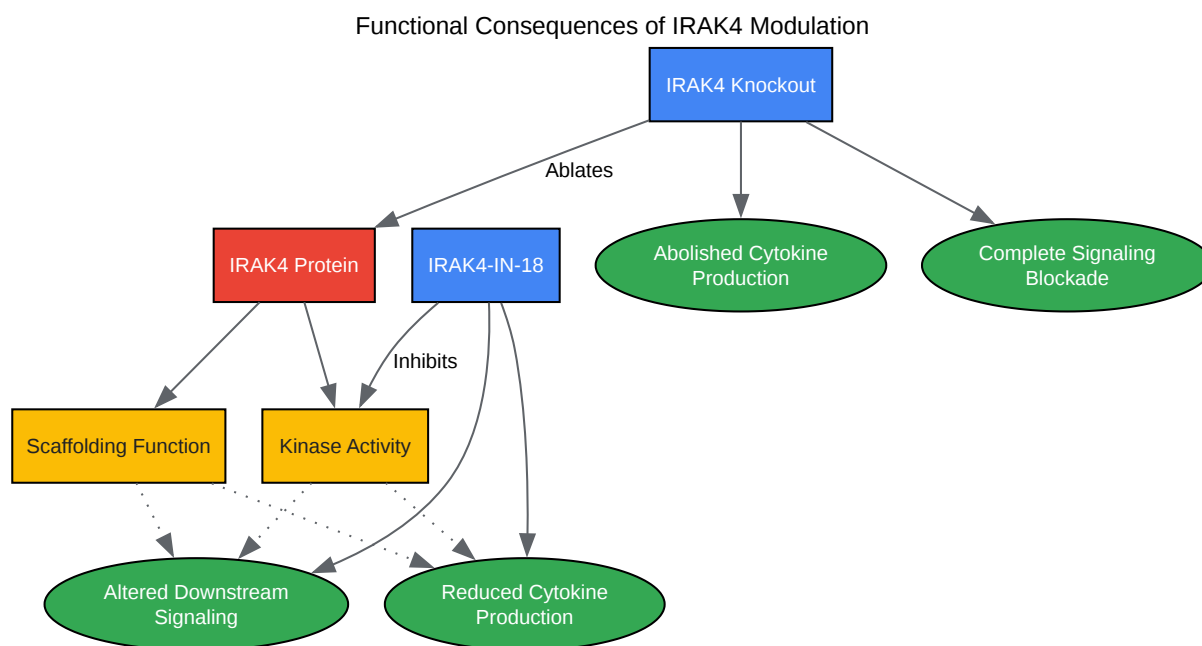 Functional Consequences of IRAK4 Modulation
IRAK4 Knockout
Ablates
IRAK4 Protein
IRAK4-IN-18
Abolished Cytokine
Production
Complete Signaling
Blockade
Inhibits
Scaffolding Function
Kinase Activity
Altered Downstream
Signaling
Reduced Cytokine
Production